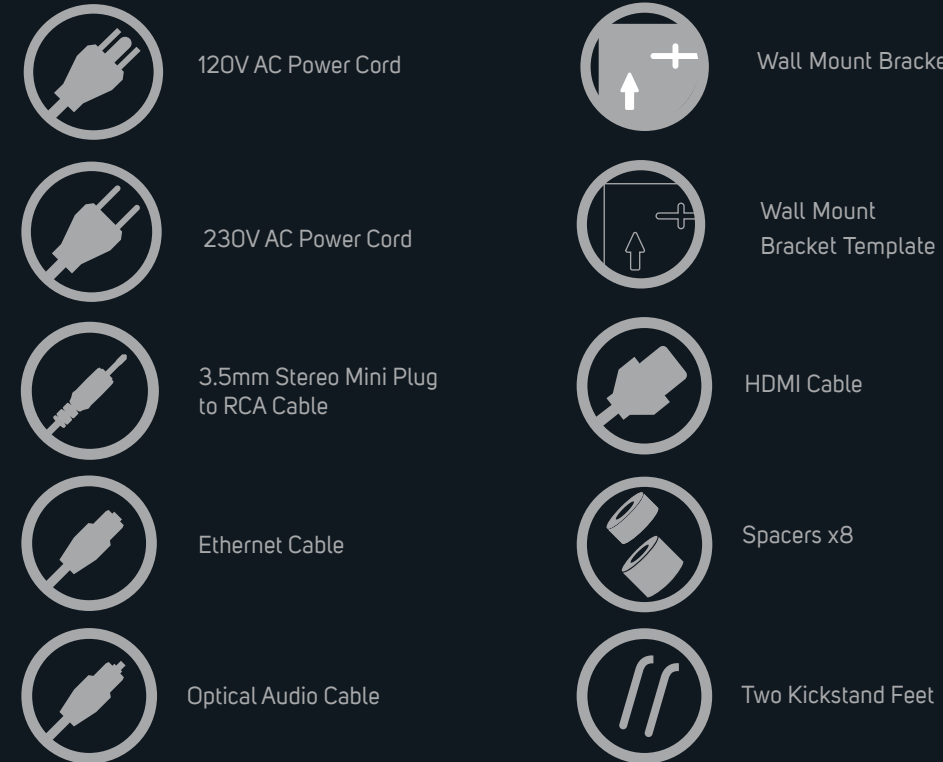 120V AC Power Cord
230V AC Power Cord
3.5mm Stereo Mini Plug
to RCA Cable
Ethernet Cable
Optical Audio Cable
Wall Mount
Wall Mount
Bracket Template
HDMI Cable
Spacers x8
Two Kickstand Feet